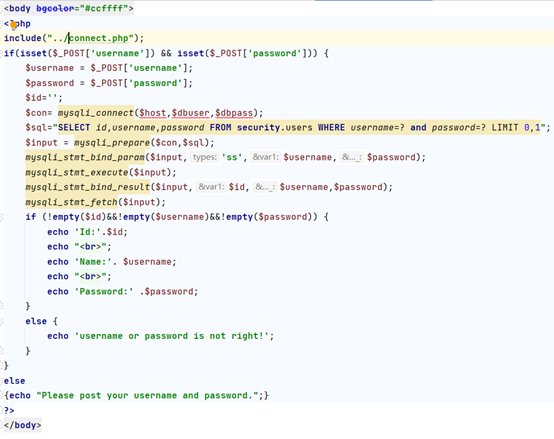 <body bgcolor="#ccffff">
<?php
include("../connect.php");
if(isset($_POST['username']) && isset($_POST['password'])) {
$username = $_POST['username'];
$password = $_POST['password'];
$id='';
$con= mysqli_connect($host,$dbuser,$dbpass);
$sql="SELECT id,username,password FROM security.users WHERE username=? and password=? LIMIT 0,1";
$input = mysqli_prepare($con,$sql);
mysqli_stmt_bind_param($input, types: 'ss', &var1: $username, &..._: $password);
mysqli_stmt_execute($input);
mysqli_stmt_bind_result($input, &var1: $id, &..._: $username,$password);
mysqli_stmt_fetch($input);
if (!empty($id)&&!empty($username)&&!empty($password)) {
echo 'Id:'.$id;
echo "<br>";
echo 'Name:'. $username;
echo "<br>";
echo 'Password:' .$password;
}
else {
echo 'username or password is not right!';
}
}
else
{echo "Please post your username and password.";}
?>
</body>